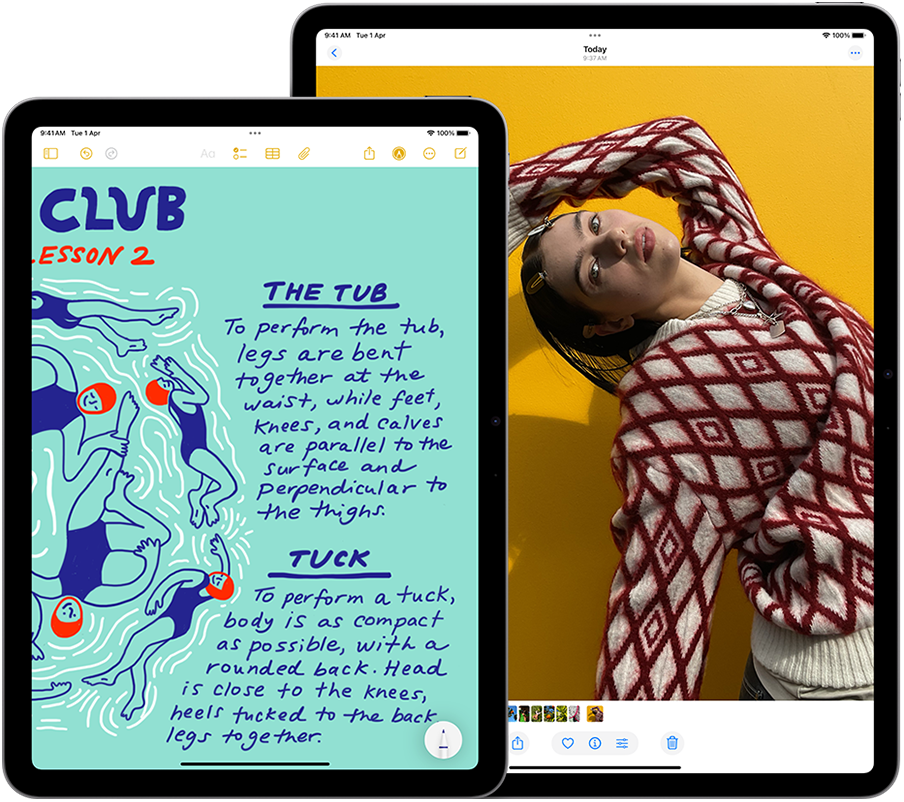 9:41 AM Tue 1 Apr
100%
Today
9:37 AM
9:41 AM Tue 1 Apr
100%
Aa
CLUB
LESSON 2
THE TUB
To perform the tub,
legs are bent
together at the
waist, while feet,
knees, and calves
are parallel to the
surface and
perpendicular to
the thighs.
TUCK
To perform a tuck,
body is as compact
as possible, with a
rounded back. Head
is close to the knees,
heels tucked to the back
legs together.